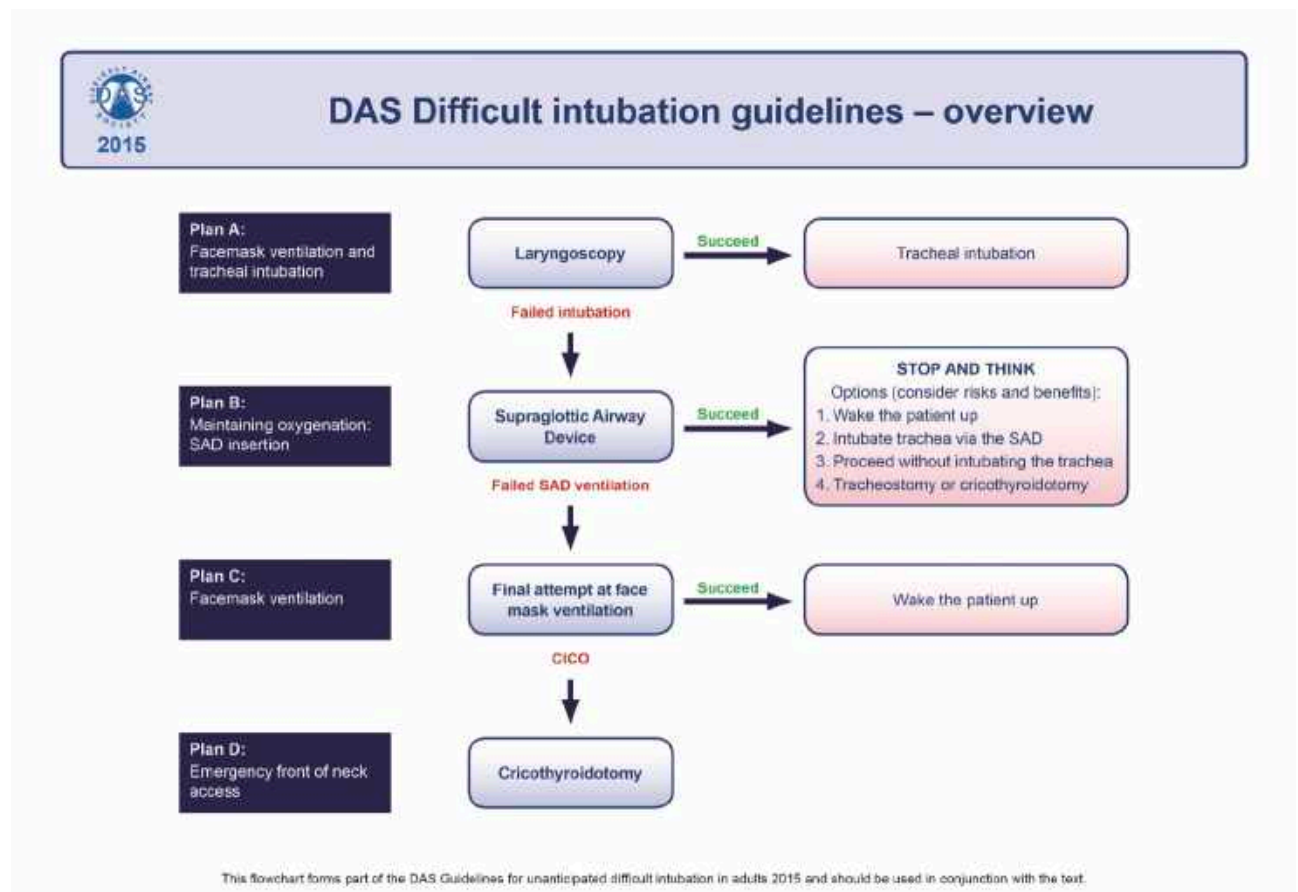 DIFFICULT AIRWAY SOCIETY
DAS
2015
DAS Difficult intubation guidelines – overview
Plan A:
Facemask ventilation and
tracheal intubation
Laryngoscopy
Succeed
Tracheal intubation
Failed intubation
Plan B:
Maintaining oxygenation:
SAD insertion
Supraglottic Airway
Device
Succeed
STOP AND THINK
Options (consider risks and benefits):
1. Wake the patient up
2. Intubate trachea via the SAD
3. Proceed without intubating the trachea
4. Tracheostomy or cricothyroidotomy
Failed SAD ventilation
Plan C:
Facemask ventilation
Final attempt at face
mask ventilation
Succeed
Wake the patient up
CICO
Plan D:
Emergency front of neck
access
Cricothyroidotomy
This flowchart forms part of the DAS Guidelines for unanticipated difficult intubation in adults 2015 and should be used in conjunction with the text.